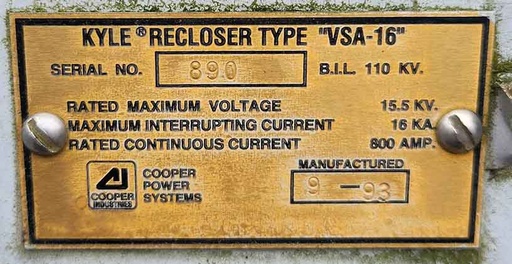 KYLE® RECLOSER TYPE "VSA-16"
SERIAL NO. 890 B.I.L. 110 KV.
RATED MAXIMUM VOLTAGE 15.5 KV.
MAXIMUM INTERRUPTING CURRENT 16 KA.
RATED CONTINUOUS CURRENT 800 AMP.
COOPER INDUSTRIES
COOPER
POWER
SYSTEMS
MANUFACTURED
9-93